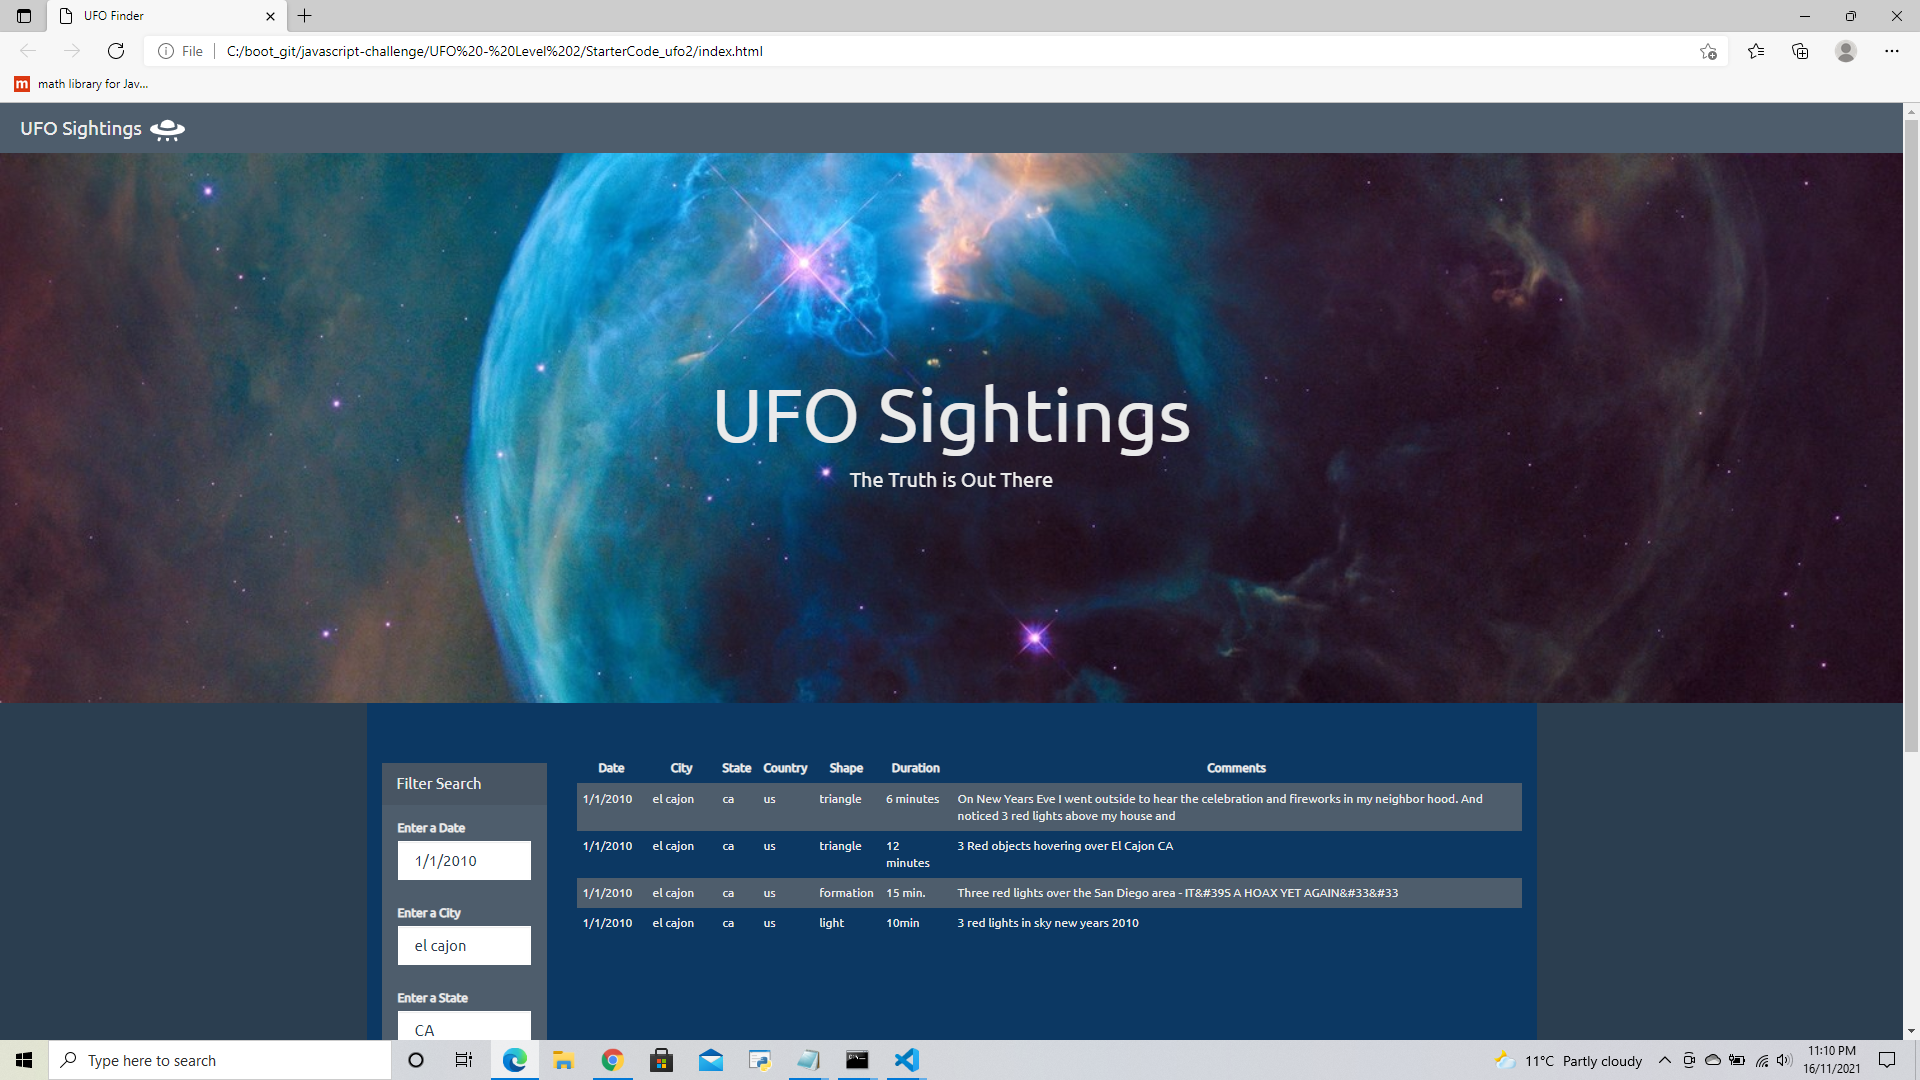 UFO Finder
File
C:/boot_git/javascript-challenge/UFO%20-%20Level%202/StarterCode_ufo2/index.html
m math library for Jav...
UFO Sightings
UFO Sightings
The Truth is Out There
Filter Search
Enter a Date
1/1/2010
Enter a City
el cajon
Enter a State
CA
Date City State Country Shape Duration Comments
1/1/2010 el cajon ca us triangle 6 minutes On New Years Eve I went outside to hear the celebration and fireworks in my neighbor hood. And
noticed 3 red lights above my house and
1/1/2010 el cajon ca us triangle 12 3 Red objects hovering over El Cajon CA
minutes
1/1/2010 el cajon ca us formation 15 min. Three red lights over the San Diego area - IT&#39S A HOAX YET AGAIN&#33&#33
1/1/2010 el cajon ca us light 10min 3 red lights in sky new years 2010
Type here to search
11°C Partly cloudy
11:10 PM
16/11/2021